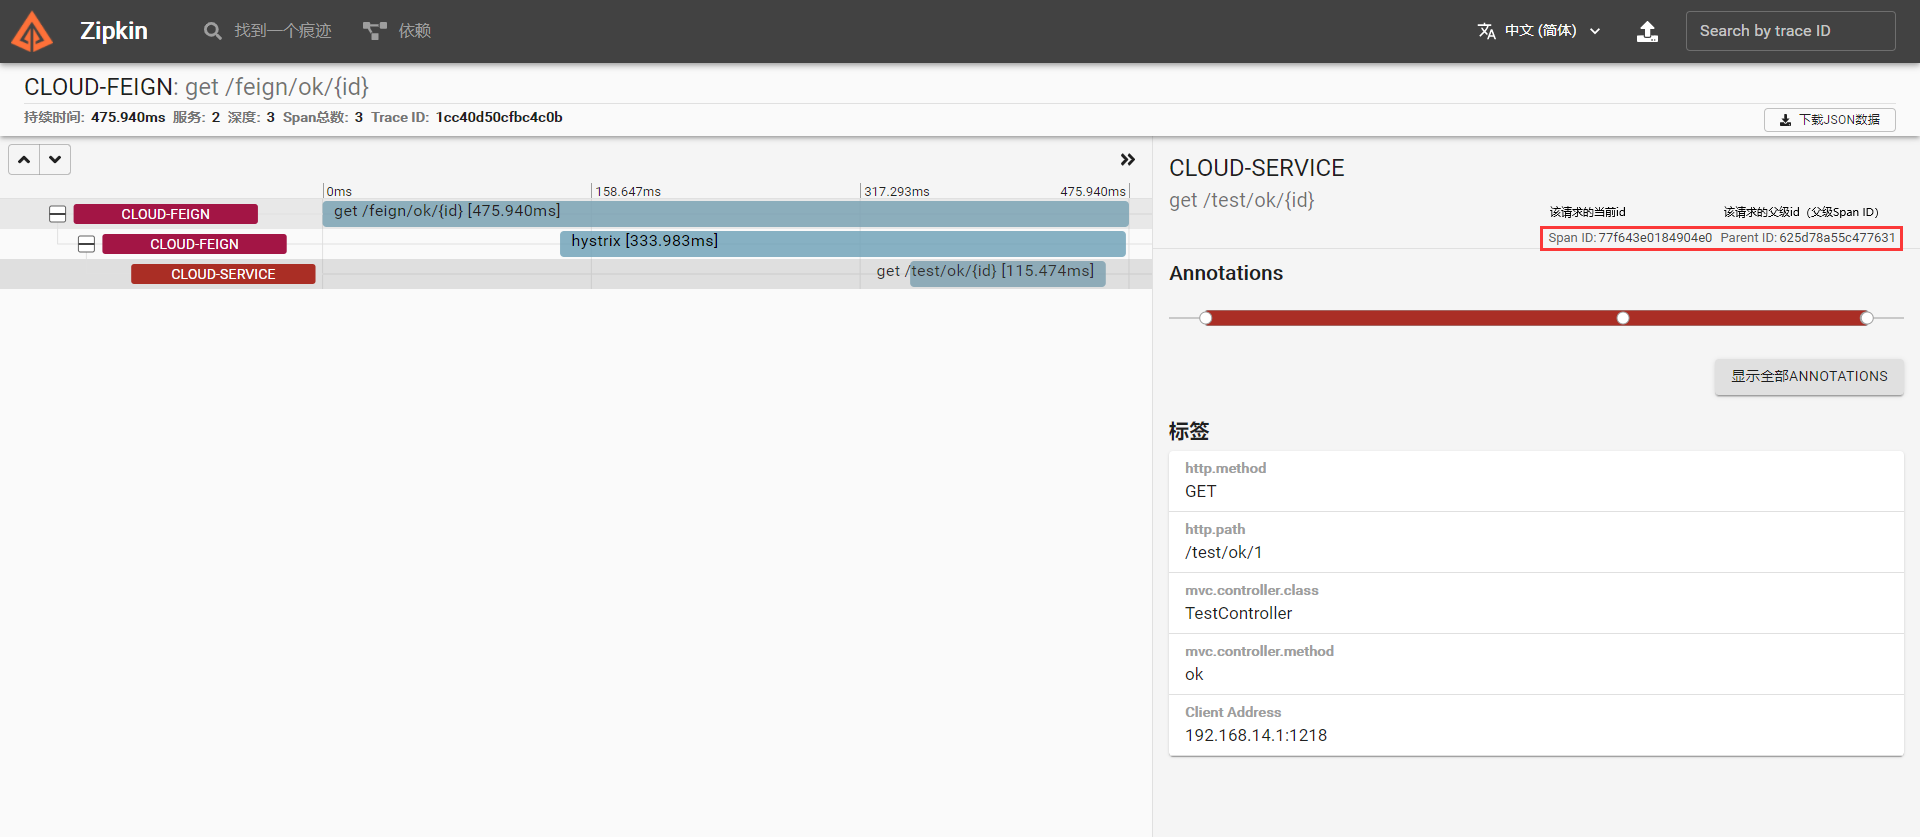 Zipkin 找到一个痕迹 依赖 中文 (简体) Search by trace ID
CLOUD-FEIGN: get /feign/ok/{id}
持续时间: 475.940ms 服务: 2 深度: 3 Span总数: 3 Trace ID: 1cc40d50cfbc4c0b
下载JSON数据
0ms 158.647ms 317.293ms 475.940ms
CLOUD-FEIGN get /feign/ok/{id} [475.940ms]
CLOUD-FEIGN hystrix [333.983ms]
CLOUD-SERVICE get /test/ok/{id} [115.474ms]
CLOUD-SERVICE
get /test/ok/{id}
该请求的当前id 该请求的父级id（父级Span ID）
Span ID: 77f643e0184904e0 Parent ID: 625d78a55c477631
Annotations
显示全部ANNOTATIONS
标签
http.method
GET
http.path
/test/ok/1
mvc.controller.class
TestController
mvc.controller.method
ok
Client Address
192.168.14.1:1218